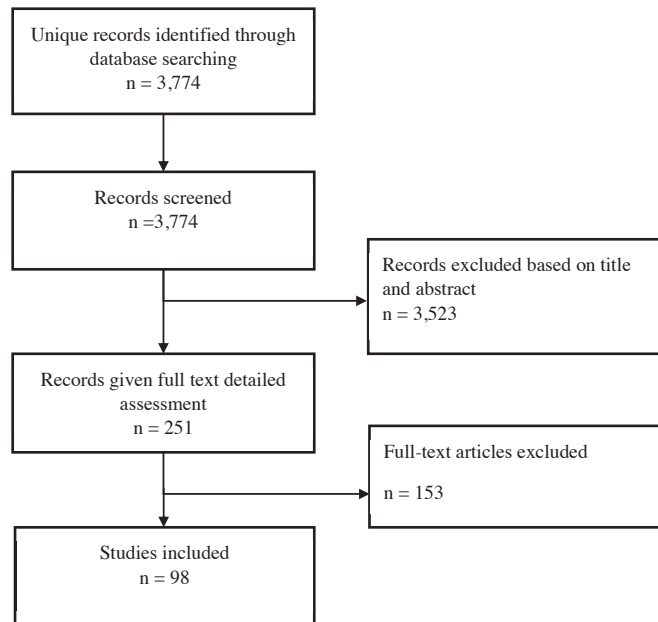 Unique records identified through
database searching
n = 3,774
Records screened
n =3,774
Records excluded based on title
and abstract
n = 3,523
Records given full text detailed
assessment
n = 251
Full-text articles excluded
n = 153
Studies included
n = 98